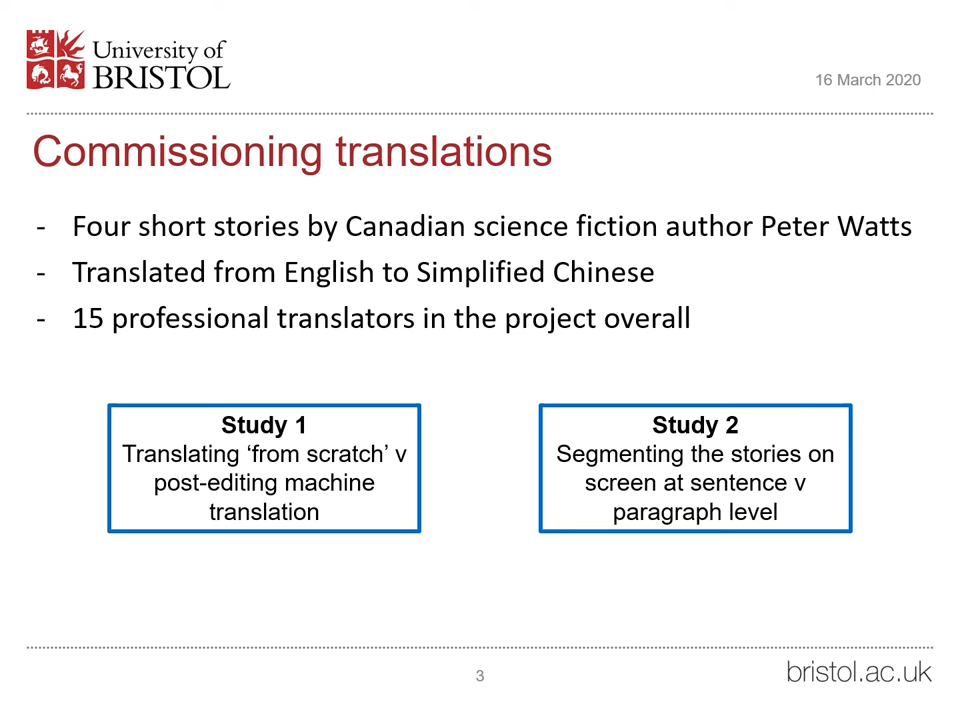 University of
BRISTOL
16 March 2020
Commissioning translations
- Four short stories by Canadian science fiction author Peter Watts
- Translated from English to Simplified Chinese
- 15 professional translators in the project overall
Study 1
Translating ‘from scratch’ v
post-editing machine
translation
Study 2
Segmenting the stories on
screen at sentence v
paragraph level
3
bristol.ac.uk